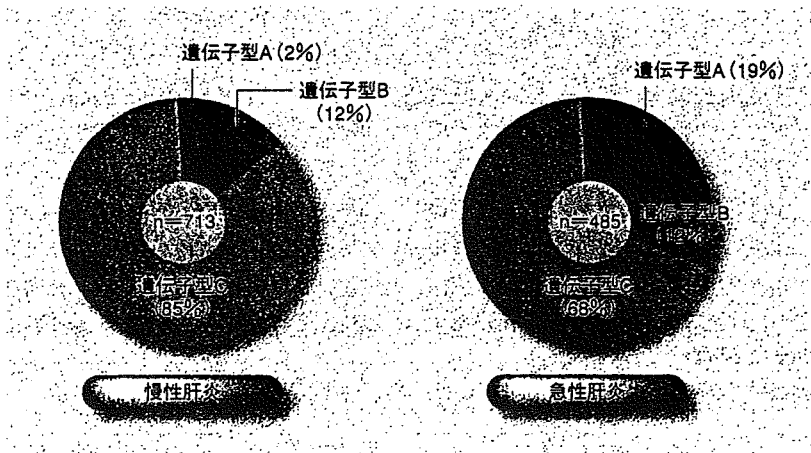 遺伝子型A(2%)
遺伝子型B
(12%)
n=713
遺伝子型C
(85%)
慢性肝炎
遺伝子型A(19%)
遺伝子型B
(12%)
n=485
遺伝子型C
(68%)
急性肝炎